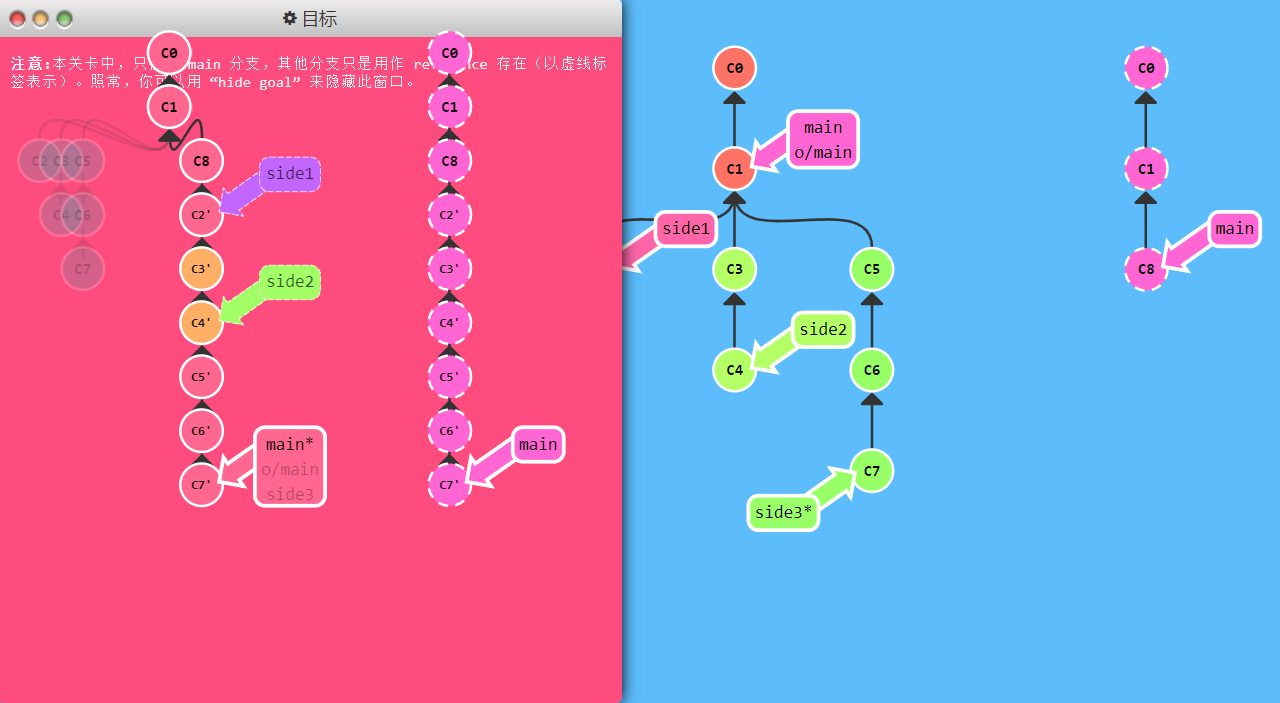 目标
注意:本关卡中，只 main 分支，其他分支只是用作 re ce 存在（以虚线标
签表示）。照常，你可以用 “hide goal” 来隐藏此窗口。
C0
C1
C2 C3 C5
C8
side1
C4 C6
C2'
C7
C3'
side2
C4'
C5'
C6'
main*
o/main
side3
C7'
C0
C1
C8
C2'
C3'
C4'
C5'
C6'
main
C7'
C0
main
o/main
C1
side1
C3
C5
side2
C4
C6
C7
side3*
C0
C1
main
C8